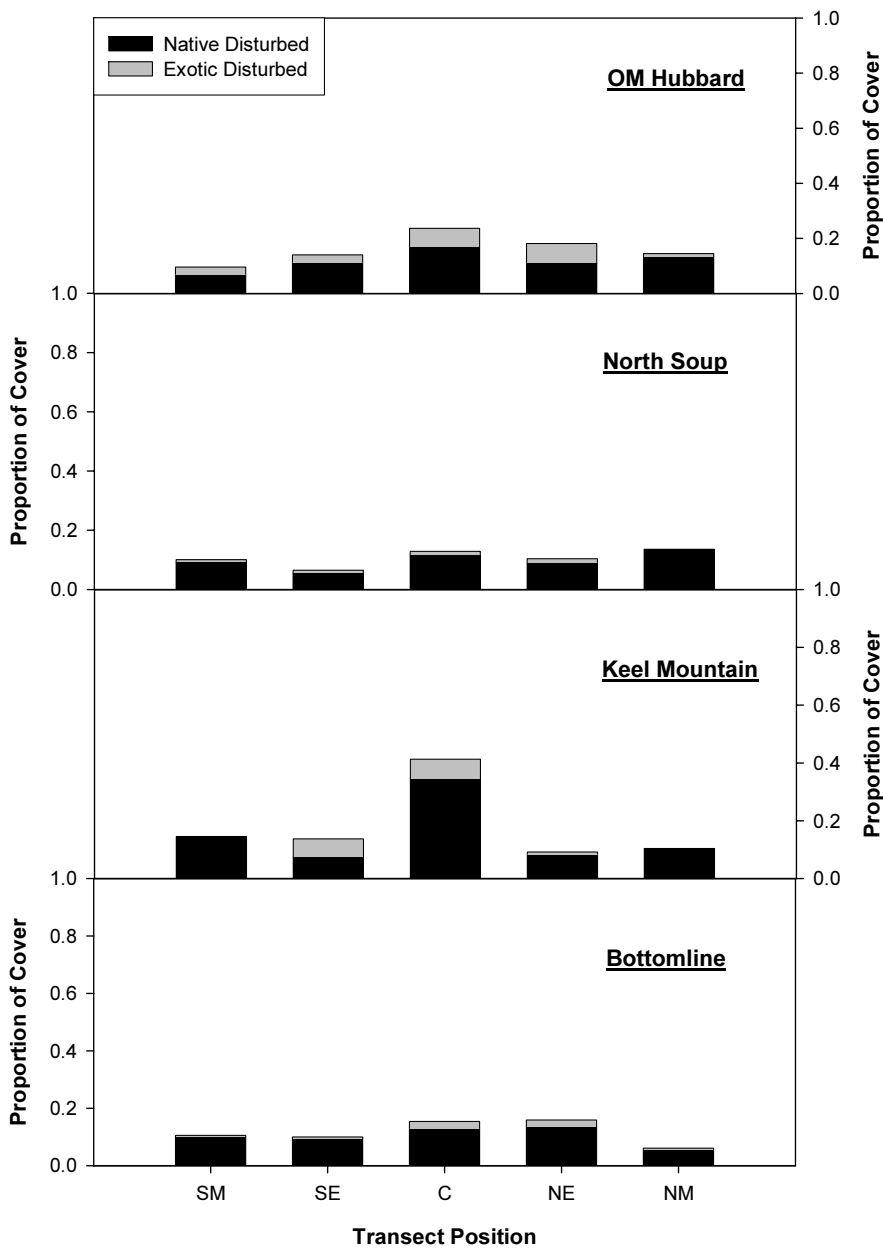 Native Disturbed
Exotic Disturbed
OM Hubbard
1.0
0.8
0.6
0.4
0.2
0.0
Proportion of Cover
North Soup
1.0
0.8
0.6
0.4
0.2
0.0
Proportion of Cover
Keel Mountain
1.0
0.8
0.6
0.4
0.2
0.0
Proportion of Cover
Bottomline
1.0
0.8
0.6
0.4
0.2
0.0
Proportion of Cover
SM SE C NE NM
Transect Position